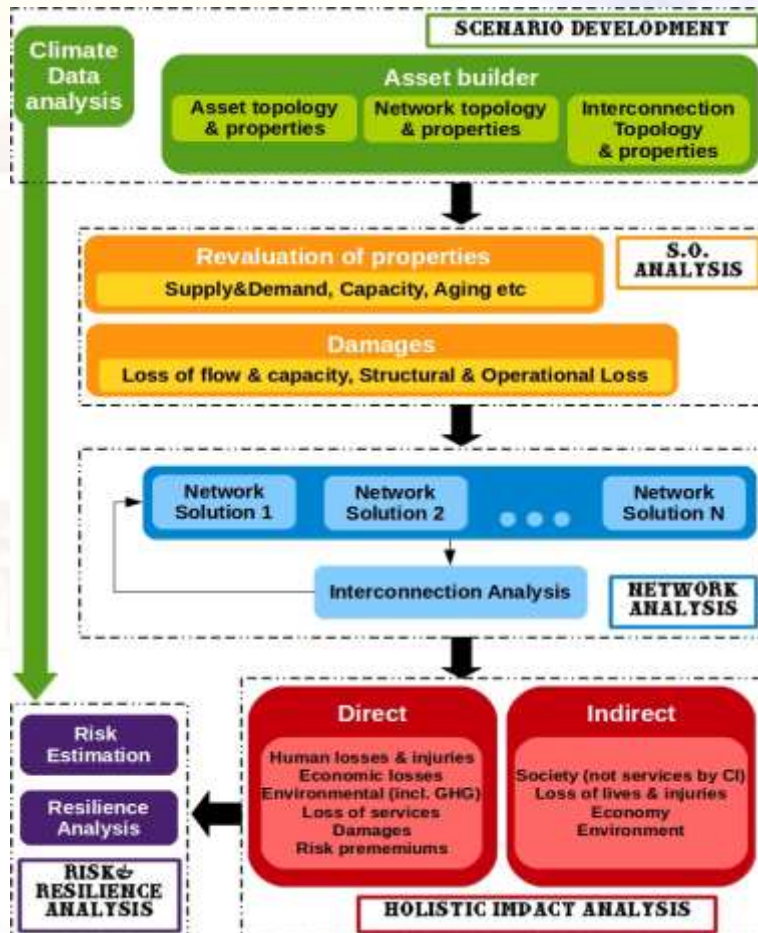 SCENARIO DEVELOPMENT
Climate
Data
analysis
Asset builder
Asset topology
& properties
Network topology
& properties
Interconnection
Topology
& properties
Revaluation of properties
Supply&Demand, Capacity, Aging etc
S.O.
ANALYSIS
Damages
Loss of flow & capacity, Structural & Operational Loss
Network
Solution 1
Network
Solution 2
Network
Solution N
Interconnection Analysis
NETWORK
ANALYSIS
Direct
Human losses & injuries
Economic losses
Environmental (incl. GHG)
Loss of services
Damages
Risk prememiums
Indirect
Society (not services by CI)
Loss of lives & injuries
Economy
Environment
HOLISTIC IMPACT ANALYSIS
Risk
Estimation
Resilience
Analysis
RISK&
RESILIENCE
ANALYSIS